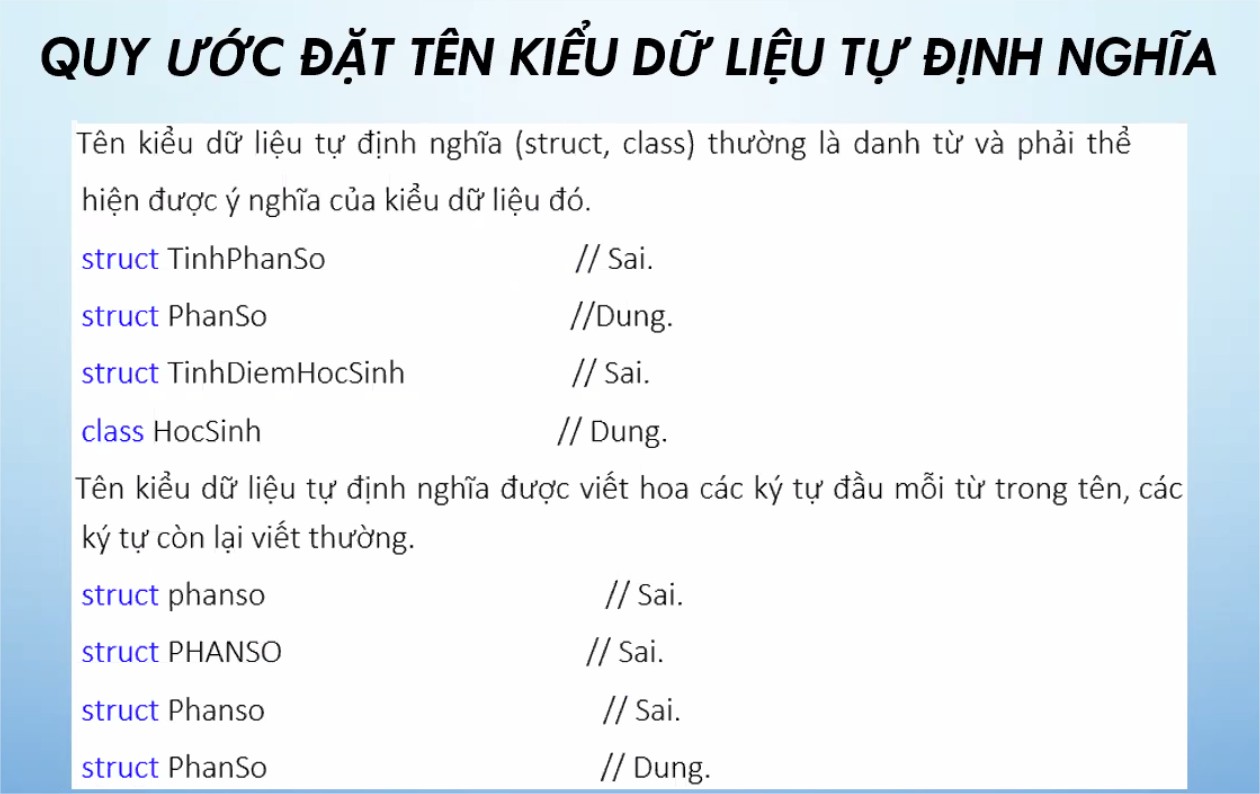 QUY ƯỚC ĐẶT TÊN KIỂU DỮ LIỆU TỰ ĐỊNH NGHĨA
Tên kiểu dữ liệu tự định nghĩa (struct, class) thường là danh từ và phải thể
hiện được ý nghĩa của kiểu dữ liệu đó.
struct TinhPhanSo // Sai.
struct PhanSo //Dung.
struct TinhDiemHocSinh // Sai.
class HocSinh // Dung.
Tên kiểu dữ liệu tự định nghĩa được viết hoa các ký tự đầu mỗi từ trong tên, các
ký tự còn lại viết thường.
struct phanso // Sai.
struct PHANSO // Sai.
struct Phanso // Sai.
struct PhanSo // Dung.